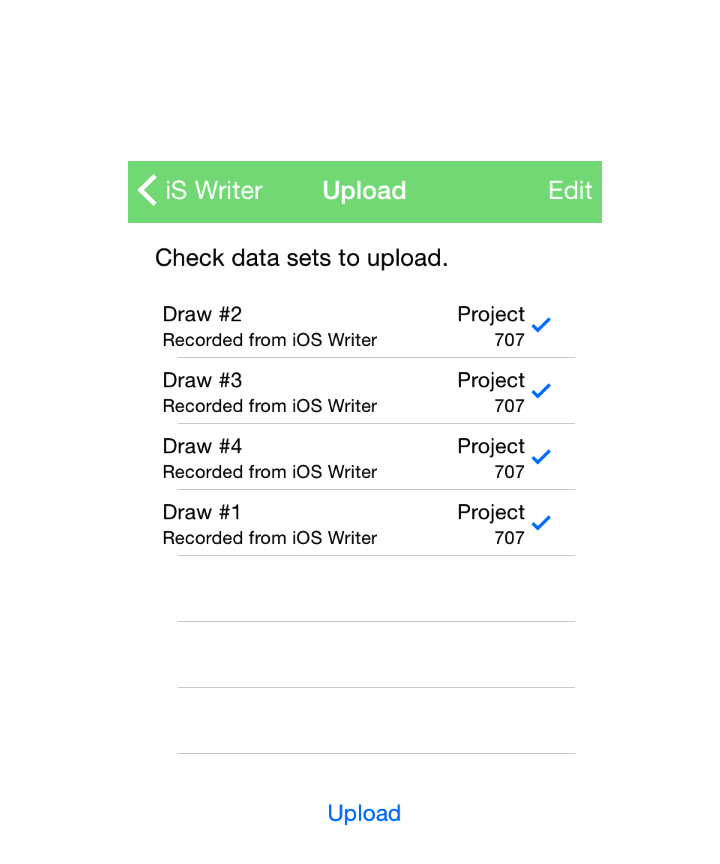 iS Writer Upload Edit
Check data sets to upload.
Draw #2 Project
Recorded from iOS Writer 707
Draw #3 Project
Recorded from iOS Writer 707
Draw #4 Project
Recorded from iOS Writer 707
Draw #1 Project
Recorded from iOS Writer 707
Upload